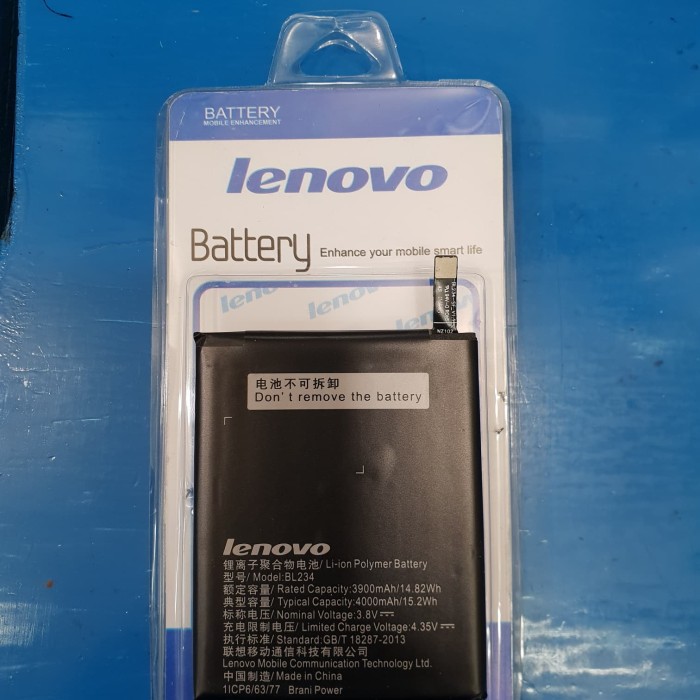 BATTERY
MOBILE ENHANCEMENT
lenovo
Battery Enhance your mobile smart life
lenovo lenovo lenovo
NZ102
电池不可拆卸
Don't remove the battery
lenovo
锂离子聚合物电池/ Li-ion Polymer Battery
型号/ Model:BL234
额定容量/ Rated Capacity:3900mAh/14.82Wh
典型容量/ Typical Capacity:4000mAh/15.2Wh
标称电压/ Nominal Voltage:3.8V⎓
充电限制电压/ Limited Charge Voltage:4.35V⎓
执行标准/ Standard:GB/T 18287-2013
联想移动通信科技有限公司
Lenovo Mobile Communication Technology Ltd.
中国制造/ Made in China
1ICP6/63/77 Brani Power